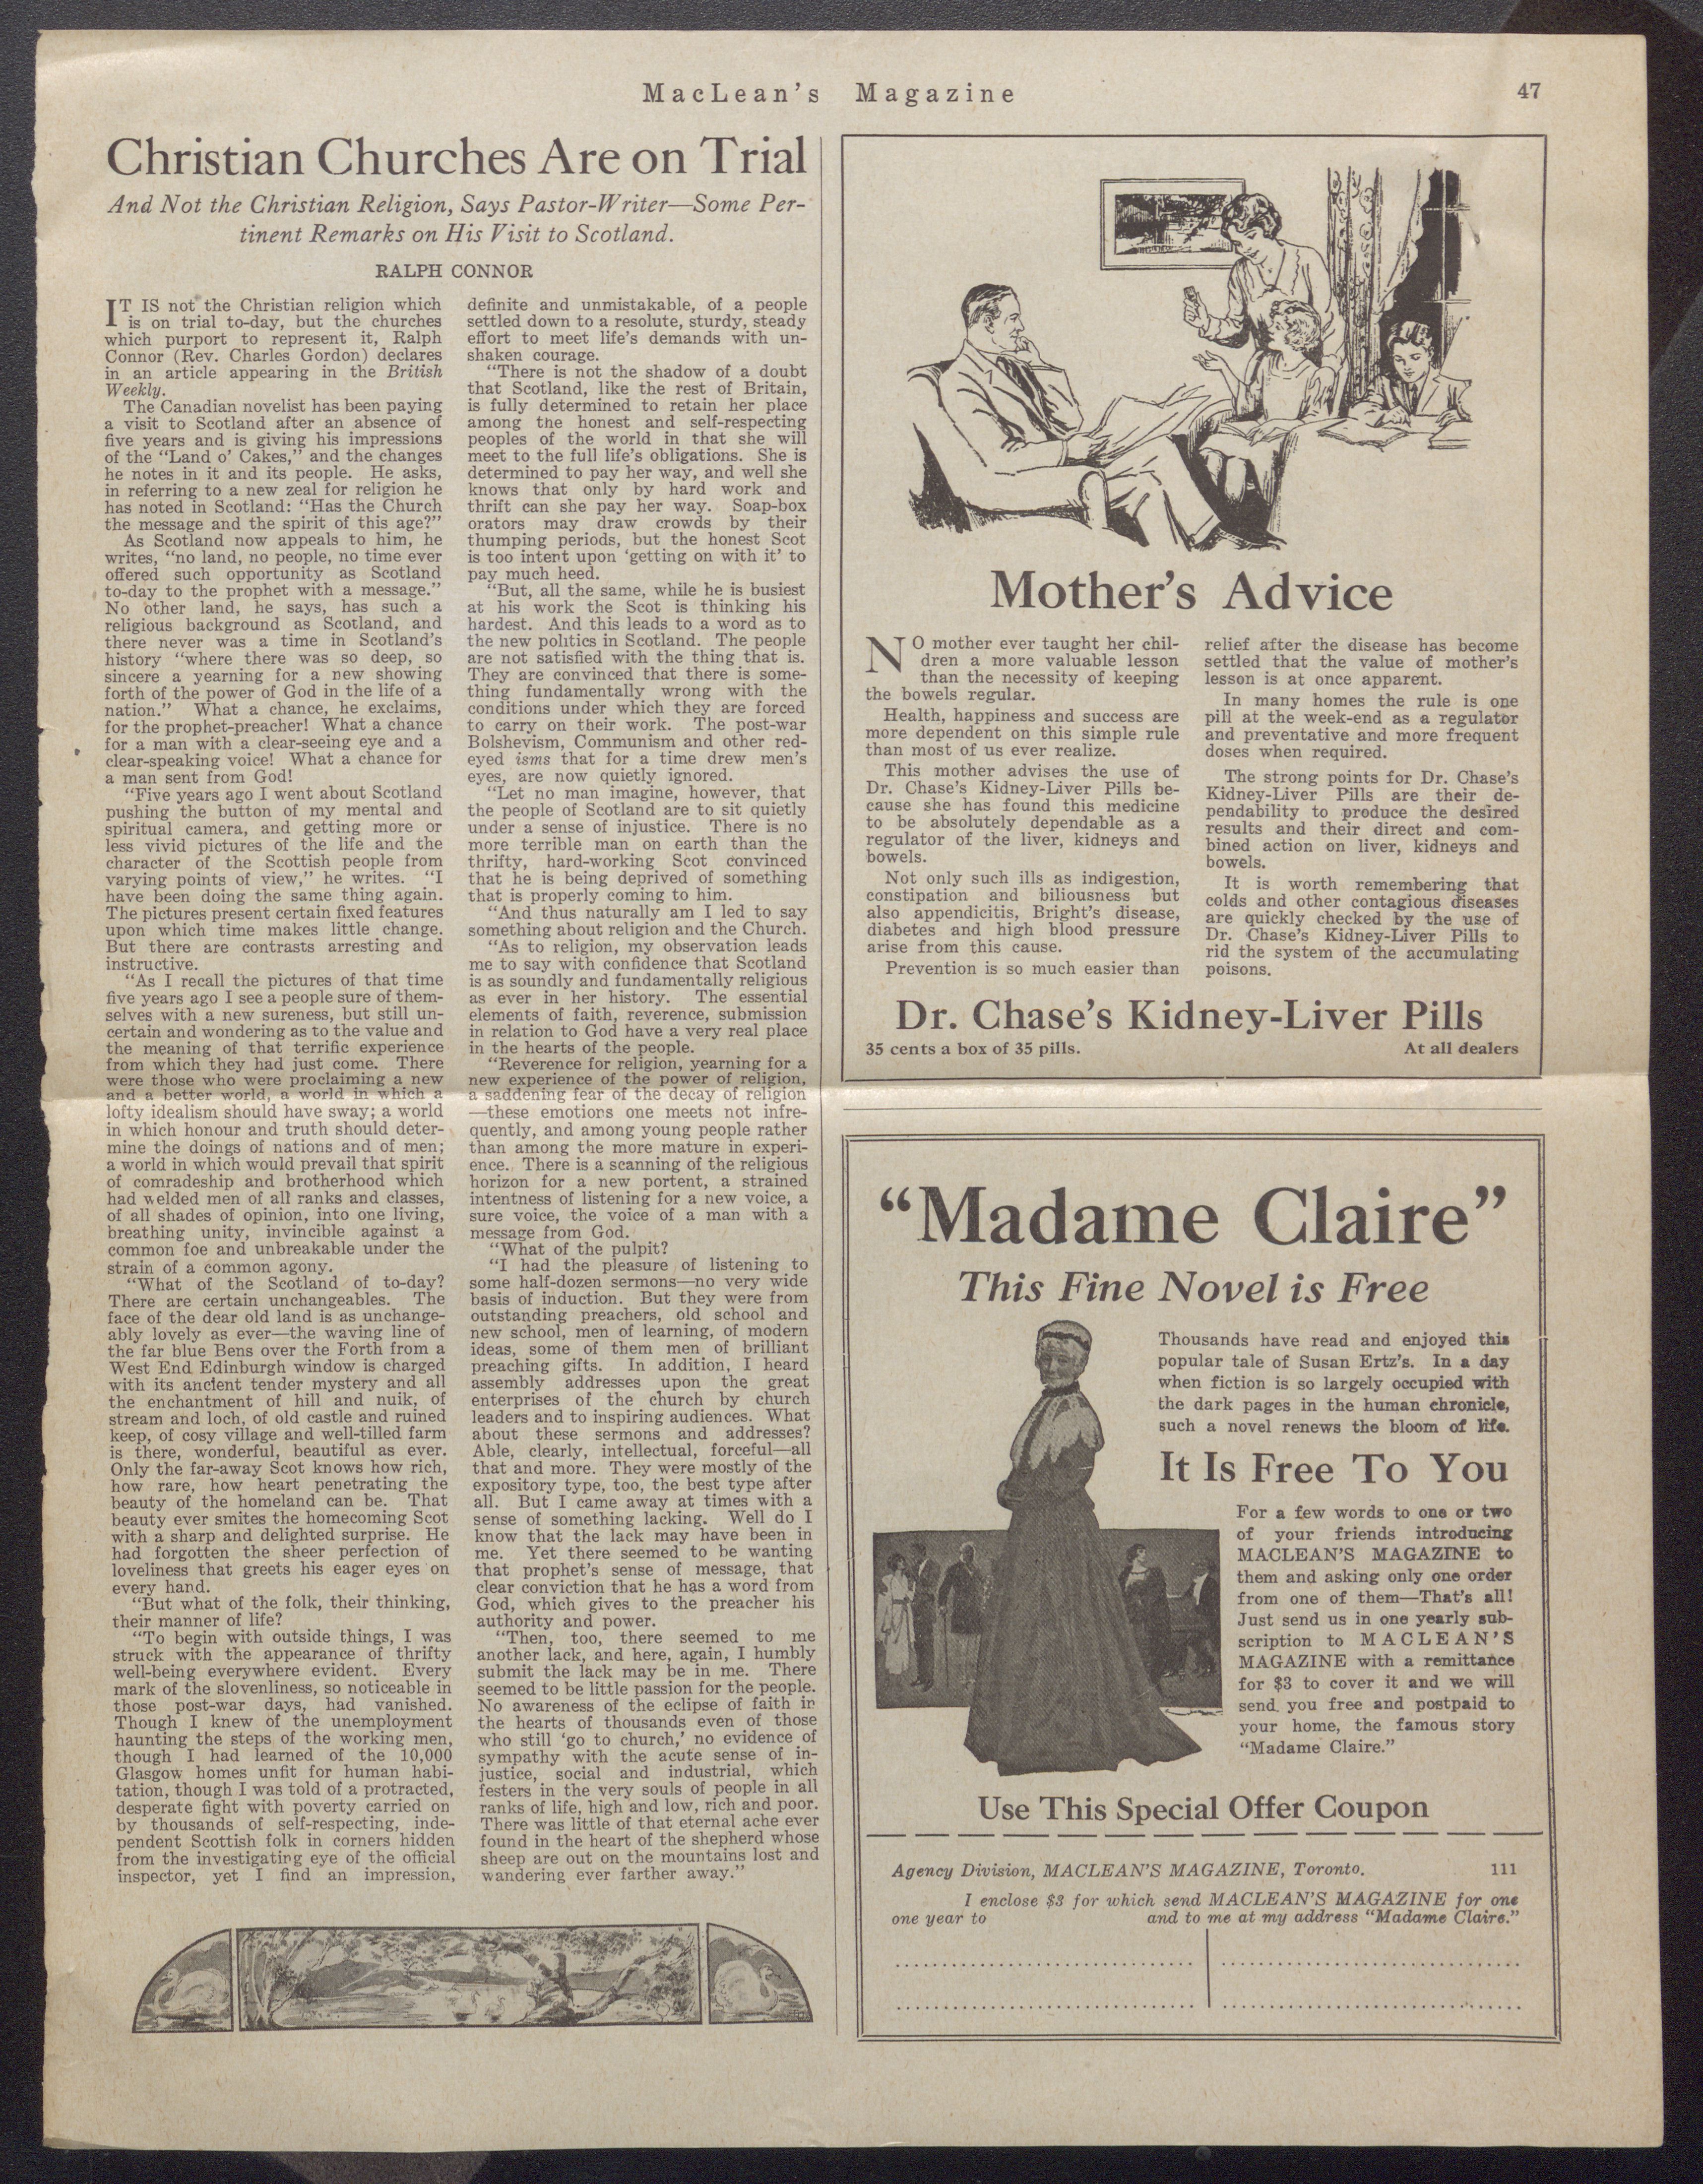 MacLean's Magazine
47
Christian Churches Are on Trial
And Not the Christian Religion, Says Pastor-Writer—Some Per-
tinent Remarks on His Visit to Scotland.
RALPH CONNOR
IT IS not the Christian religion which
is on trial to-day, but the churches
which purport to represent it, Ralph
Connor (Rev. Charles Gordon) declares
in an article appearing in the British
Weekly.
The Canadian novelist has been paying
a visit to Scotland after an absence of
five years and is giving his impressions
of the "Land o' Cakes," and the changes
he notes in it and its people. He asks,
in referring to a new zeal for religion he
has noted in Scotland: "Has the Church
the message and the spirit of this age?"
As Scotland now appeals to him, he
writes, "no land, no people, no time ever
offered such opportunity as Scotland
to-day to the prophet with a message."
No other land, he says, has such a
religious background as Scotland, and
there never was a time in Scotland's
history "where there was so deep, so
sincere a yearning for a new showing
forth of the power of God in the life of a
nation." What a chance, he exclaims,
for the prophet-preacher! What a chance
for a man with a clear-seeing eye and a
clear-speaking voice! What a chance for
a man sent from God!
"Five years ago I went about Scotland
pushing the button of my mental and
spiritual camera, and getting more or
less vivid pictures of the life and the
character of the Scottish people from
varying points of view," he writes. "I
have been doing the same thing again.
The pictures present certain fixed features
upon which time makes little change.
But there are contrasts arresting and
instructive.
"As I recall the pictures of that time
five years ago I see a people sure of them-
selves with a new sureness, but still un-
certain and wondering as to the value and
the meaning of that terrific experience
from which they had just come. There
were those who were proclaiming a new
and a better world, a world in which a
lofty idealism should have sway; a world
in which honour and truth should deter-
mine the doings of nations and of men;
a world in which would prevail that spirit
of comradeship and brotherhood which
had welded men of all ranks and classes,
of all shades of opinion, into one living,
breathing unity, invincible against a
common foe and unbreakable under the
strain of a common agony.
"What of the Scotland of to-day?
There are certain unchangeables. The
face of the dear old land is as unchange-
ably lovely as ever—the waving line of
the far blue Bens over the Forth from a
West End Edinburgh window is charged
with its ancient tender mystery and all
the enchantment of hill and nuik, of
stream and loch, of old castle and ruined
keep, of cosy village and well-tilled farm
is there, wonderful, beautiful as ever.
Only the far-away Scot knows how rich,
how rare, how heart penetrating the
beauty of the homeland can be. That
beauty ever smites the homecoming Scot
with a sharp and delighted surprise. He
had forgotten the sheer perfection of
loveliness that greets his eager eyes on
every hand.
"But what of the folk, their thinking,
their manner of life?
"To begin with outside things, I was
struck with the appearance of thrifty
well-being everywhere evident. Every
mark of the slovenliness, so noticeable in
those post-war days, had vanished.
Though I knew of the unemployment
haunting the steps of the working men,
though I had learned of the 10,000
Glasgow homes unfit for human habi-
tation, though I was told of a protracted,
desperate fight with poverty carried on
by thousands of self-respecting, inde-
pendent Scottish folk in corners hidden
from the investigating eye of the official
inspector, yet I find an impression,
definite and unmistakable, of a people
settled down to a resolute, sturdy, steady
effort to meet life's demands with un-
shaken courage.
"There is not the shadow of a doubt
that Scotland, like the rest of Britain,
is fully determined to retain her place
among the honest and self-respecting
peoples of the world in that she will
meet to the full life's obligations. She is
determined to pay her way, and well she
knows that only by hard work and
thrift can she pay her way. Soap-box
orators may draw crowds by their
thumping periods, but the honest Scot
is too intent upon 'getting on with it' to
pay much heed.
"But, all the same, while he is busiest
at his work the Scot is thinking his
hardest. And this leads to a word as to
the new politics in Scotland. The people
are not satisfied with the thing that is.
They are convinced that there is some-
thing fundamentally wrong with the
conditions under which they are forced
to carry on their work. The post-war
Bolshevism, Communism and other red-
eyed isms that for a time drew men's
eyes, are now quietly ignored.
"Let no man imagine, however, that
the people of Scotland are to sit quietly
under a sense of injustice. There is no
more terrible man on earth than the
thrifty, hard-working Scot convinced
that he is being deprived of something
that is properly coming to him.
"And thus naturally am I led to say
something about religion and the Church.
"As to religion, my observation leads
me to say with confidence that Scotland
is as soundly and fundamentally religious
as ever in her history. The essential
elements of faith, reverence, submission
in relation to God have a very real place
in the hearts of the people.
"Reverence for religion, yearning for a
new experience of the power of religion,
a saddening fear of the decay of religion
—these emotions one meets not infre-
quently, and among young people rather
than among the more mature in experi-
ence. There is a scanning of the religious
horizon for a new portent, a strained
intentness of listening for a new voice, a
sure voice, the voice of a man with a
message from God.
"What of the pulpit?
"I had the pleasure of listening to
some half-dozen sermons—no very wide
basis of induction. But they were from
outstanding preachers, old school and
new school, men of learning, of modern
ideas, some of them men of brilliant
preaching gifts. In addition, I heard
assembly addresses upon the great
enterprises of the church by church
leaders and to inspiring audiences. What
about these sermons and addresses?
Able, clearly, intellectual, forceful—all
that and more. They were mostly of the
expository type, too, the best type after
all. But I came away at times with a
sense of something lacking. Well do I
know that the lack may have been in
me. Yet there seemed to be wanting
that prophet's sense of message, that
clear conviction that he has a word from
God, which gives to the preacher his
authority and power.
"Then, too, there seemed to me
another lack, and here, again, I humbly
submit the lack may be in me. There
seemed to be little passion for the people.
No awareness of the eclipse of faith in
the hearts of thousands even of those
who still 'go to church,' no evidence of
sympathy with the acute sense of in-
justice, social and industrial, which
festers in the very souls of people in all
ranks of life, high and low, rich and poor.
There was little of that eternal ache ever
found in the heart of the shepherd whose
sheep are out on the mountains lost and
wandering ever farther away."
Mother's Advice
NO mother ever taught her chil-
dren a more valuable lesson
than the necessity of keeping
the bowels regular.
Health, happiness and success are
more dependent on this simple rule
than most of us ever realize.
This mother advises the use of
Dr. Chase's Kidney-Liver Pills be-
cause she has found this medicine
to be absolutely dependable as a
regulator of the liver, kidneys and
bowels.
Not only such ills as indigestion,
constipation and biliousness but
also appendicitis, Bright's disease,
diabetes and high blood pressure
arise from this cause.
Prevention is so much easier than
relief after the disease has become
settled that the value of mother's
lesson is at once apparent.
In many homes the rule is one
pill at the week-end as a regulator
and preventative and more frequent
doses when required.
The strong points for Dr. Chase's
Kidney-Liver Pills are their de-
pendability to produce the desired
results and their direct and com-
bined action on liver, kidneys and
bowels.
It is worth remembering that
colds and other contagious diseases
are quickly checked by the use of
Dr. Chase's Kidney-Liver Pills to
rid the system of the accumulating
poisons.
Dr. Chase's Kidney-Liver Pills
35 cents a box of 35 pills.
At all dealers
"Madame Claire"
This Fine Novel is Free
Thousands have read and enjoyed this
popular tale of Susan Ertz's. In a day
when fiction is so largely occupied with
the dark pages in the human chronicle,
such a novel renews the bloom of life.
It Is Free To You
For a few words to one or two
of your friends introducing
MACLEAN'S MAGAZINE to
them and asking only one order
from one of them—That's all!
Just send us in one yearly sub-
scription to MACLEAN'S
MAGAZINE with a remittance
for $3 to cover it and we will
send you free and postpaid to
your home, the famous story
"Madame Claire."
Use This Special Offer Coupon
Agency Division, MACLEAN'S MAGAZINE, Toronto. 111
I enclose $3 for which send MACLEAN'S MAGAZINE for one
one year to and to me at my address "Madame Claire."